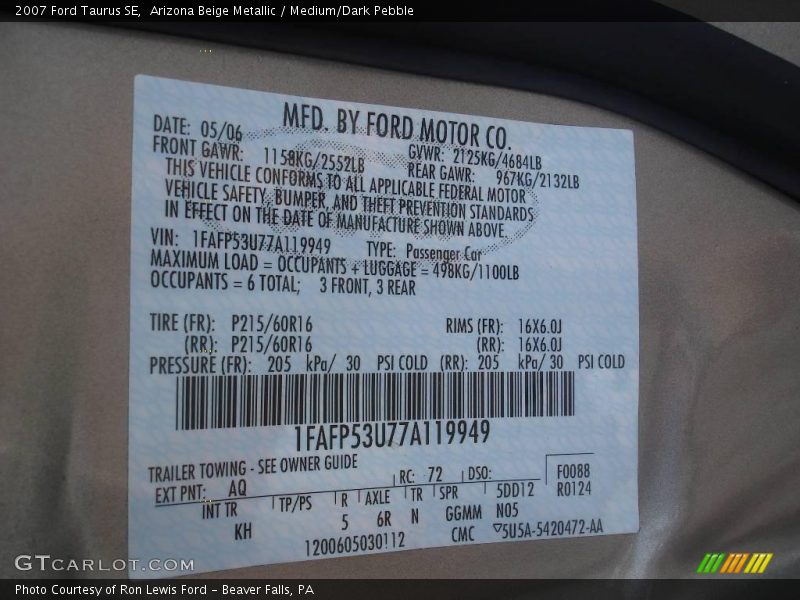 2007 Ford Taurus SE, Arizona Beige Metallic / Medium/Dark Pebble
MFD. BY FORD MOTOR CO.
DATE: 05/06 GVWR: 2125KG/4684LB
FRONT GAWR: 1158KG/2552LB REAR GAWR: 967KG/2132LB
THIS VEHICLE CONFORMS TO ALL APPLICABLE FEDERAL MOTOR
VEHICLE SAFETY, BUMPER, AND THEFT PREVENTION STANDARDS
IN EFFECT ON THE DATE OF MANUFACTURE SHOWN ABOVE.
VIN: 1FAFP53U77A119949 TYPE: Passenger Car
MAXIMUM LOAD = OCCUPANTS + LUGGAGE = 498KG/1100LB
OCCUPANTS = 6 TOTAL; 3 FRONT, 3 REAR
TIRE (FR): P215/60R16 RIMS (FR): 16X6.0J
(RR): P215/60R16 (RR): 16X6.0J
PRESSURE (FR): 205 kPa/ 30 PSI COLD (RR): 205 kPa/ 30 PSI COLD
1FAFP53U77A119949
TRAILER TOWING - SEE OWNER GUIDE
EXT PNT: AQ RC: 72 DSO: F0088
R0124
INT TR TP/PS R AXLE TR SPR 5DD12
KH 5 6R N GGMM N05
1200605030112 CMC 5U5A-5420472-AA
GTCARLOT.COM
Photo Courtesy of Ron Lewis Ford - Beaver Falls, PA